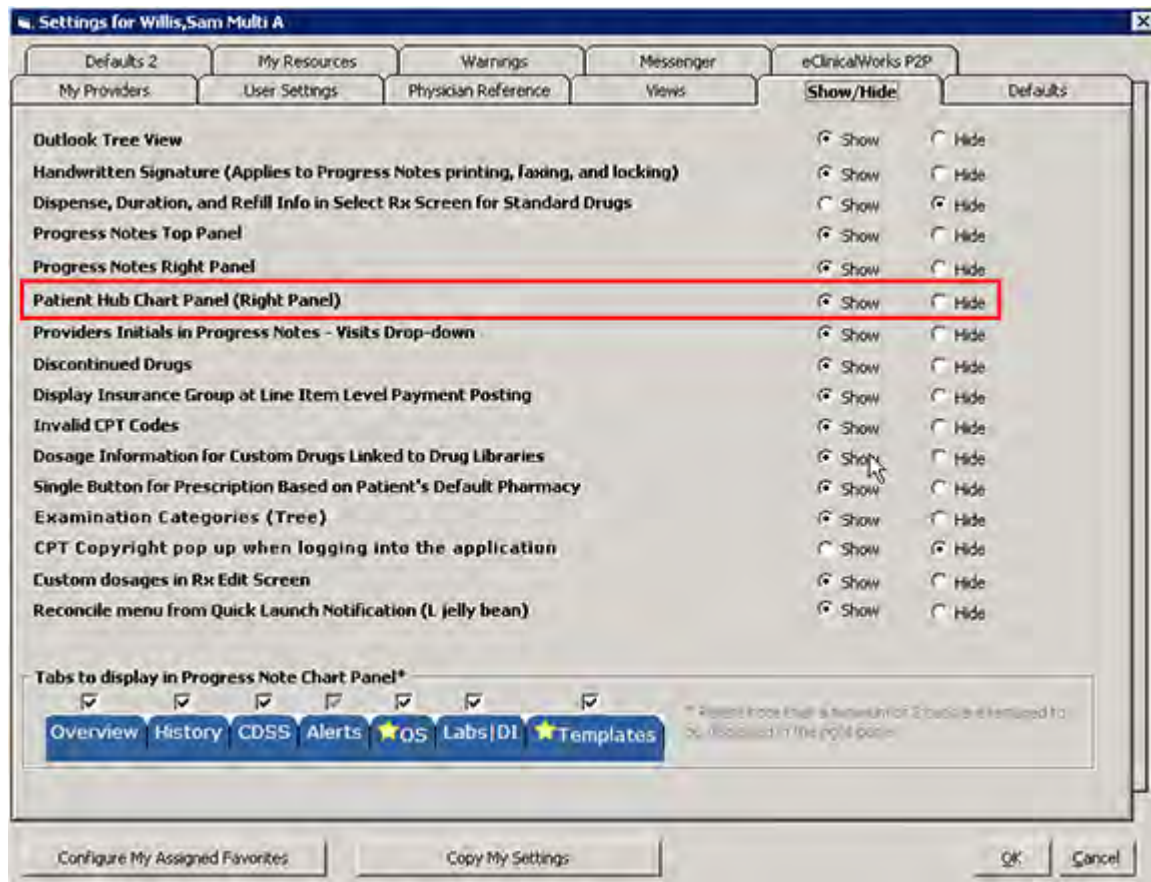 Settings for Willis,Sam Multi A
Defaults 2 My Resources Warnings Messenger eClinicalWorks P2P
My Providers User Settings Physician Reference Views Show/Hide Defaults
Outlook Tree View Show Hide
Handwritten Signature (Applies to Progress Notes printing, faxing, and locking) Show Hide
Dispense, Duration, and Refill Info in Select Rx Screen for Standard Drugs Show Hide
Progress Notes Top Panel Show Hide
Progress Notes Right Panel Show Hide
Patient Hub Chart Panel (Right Panel) Show Hide
Providers Initials in Progress Notes - Visits Drop-down Show Hide
Discontinued Drugs Show Hide
Display Insurance Group at Line Item Level Payment Posting Show Hide
Invalid CPT Codes Show Hide
Dosage Information for Custom Drugs Linked to Drug Libraries Show Hide
Single Button for Prescription Based on Patient's Default Pharmacy Show Hide
Examination Categories (Tree) Show Hide
CPT Copyright pop up when logging into the application Show Hide
Custom dosages in Rx Edit Screen Show Hide
Reconcile menu from Quick Launch Notification (L jelly bean) Show Hide
Tabs to display in Progress Note Chart Panel*
Overview History CDSS Alerts OS Labs|DI Templates
Configure My Assigned Favorites Copy My Settings OK Cancel